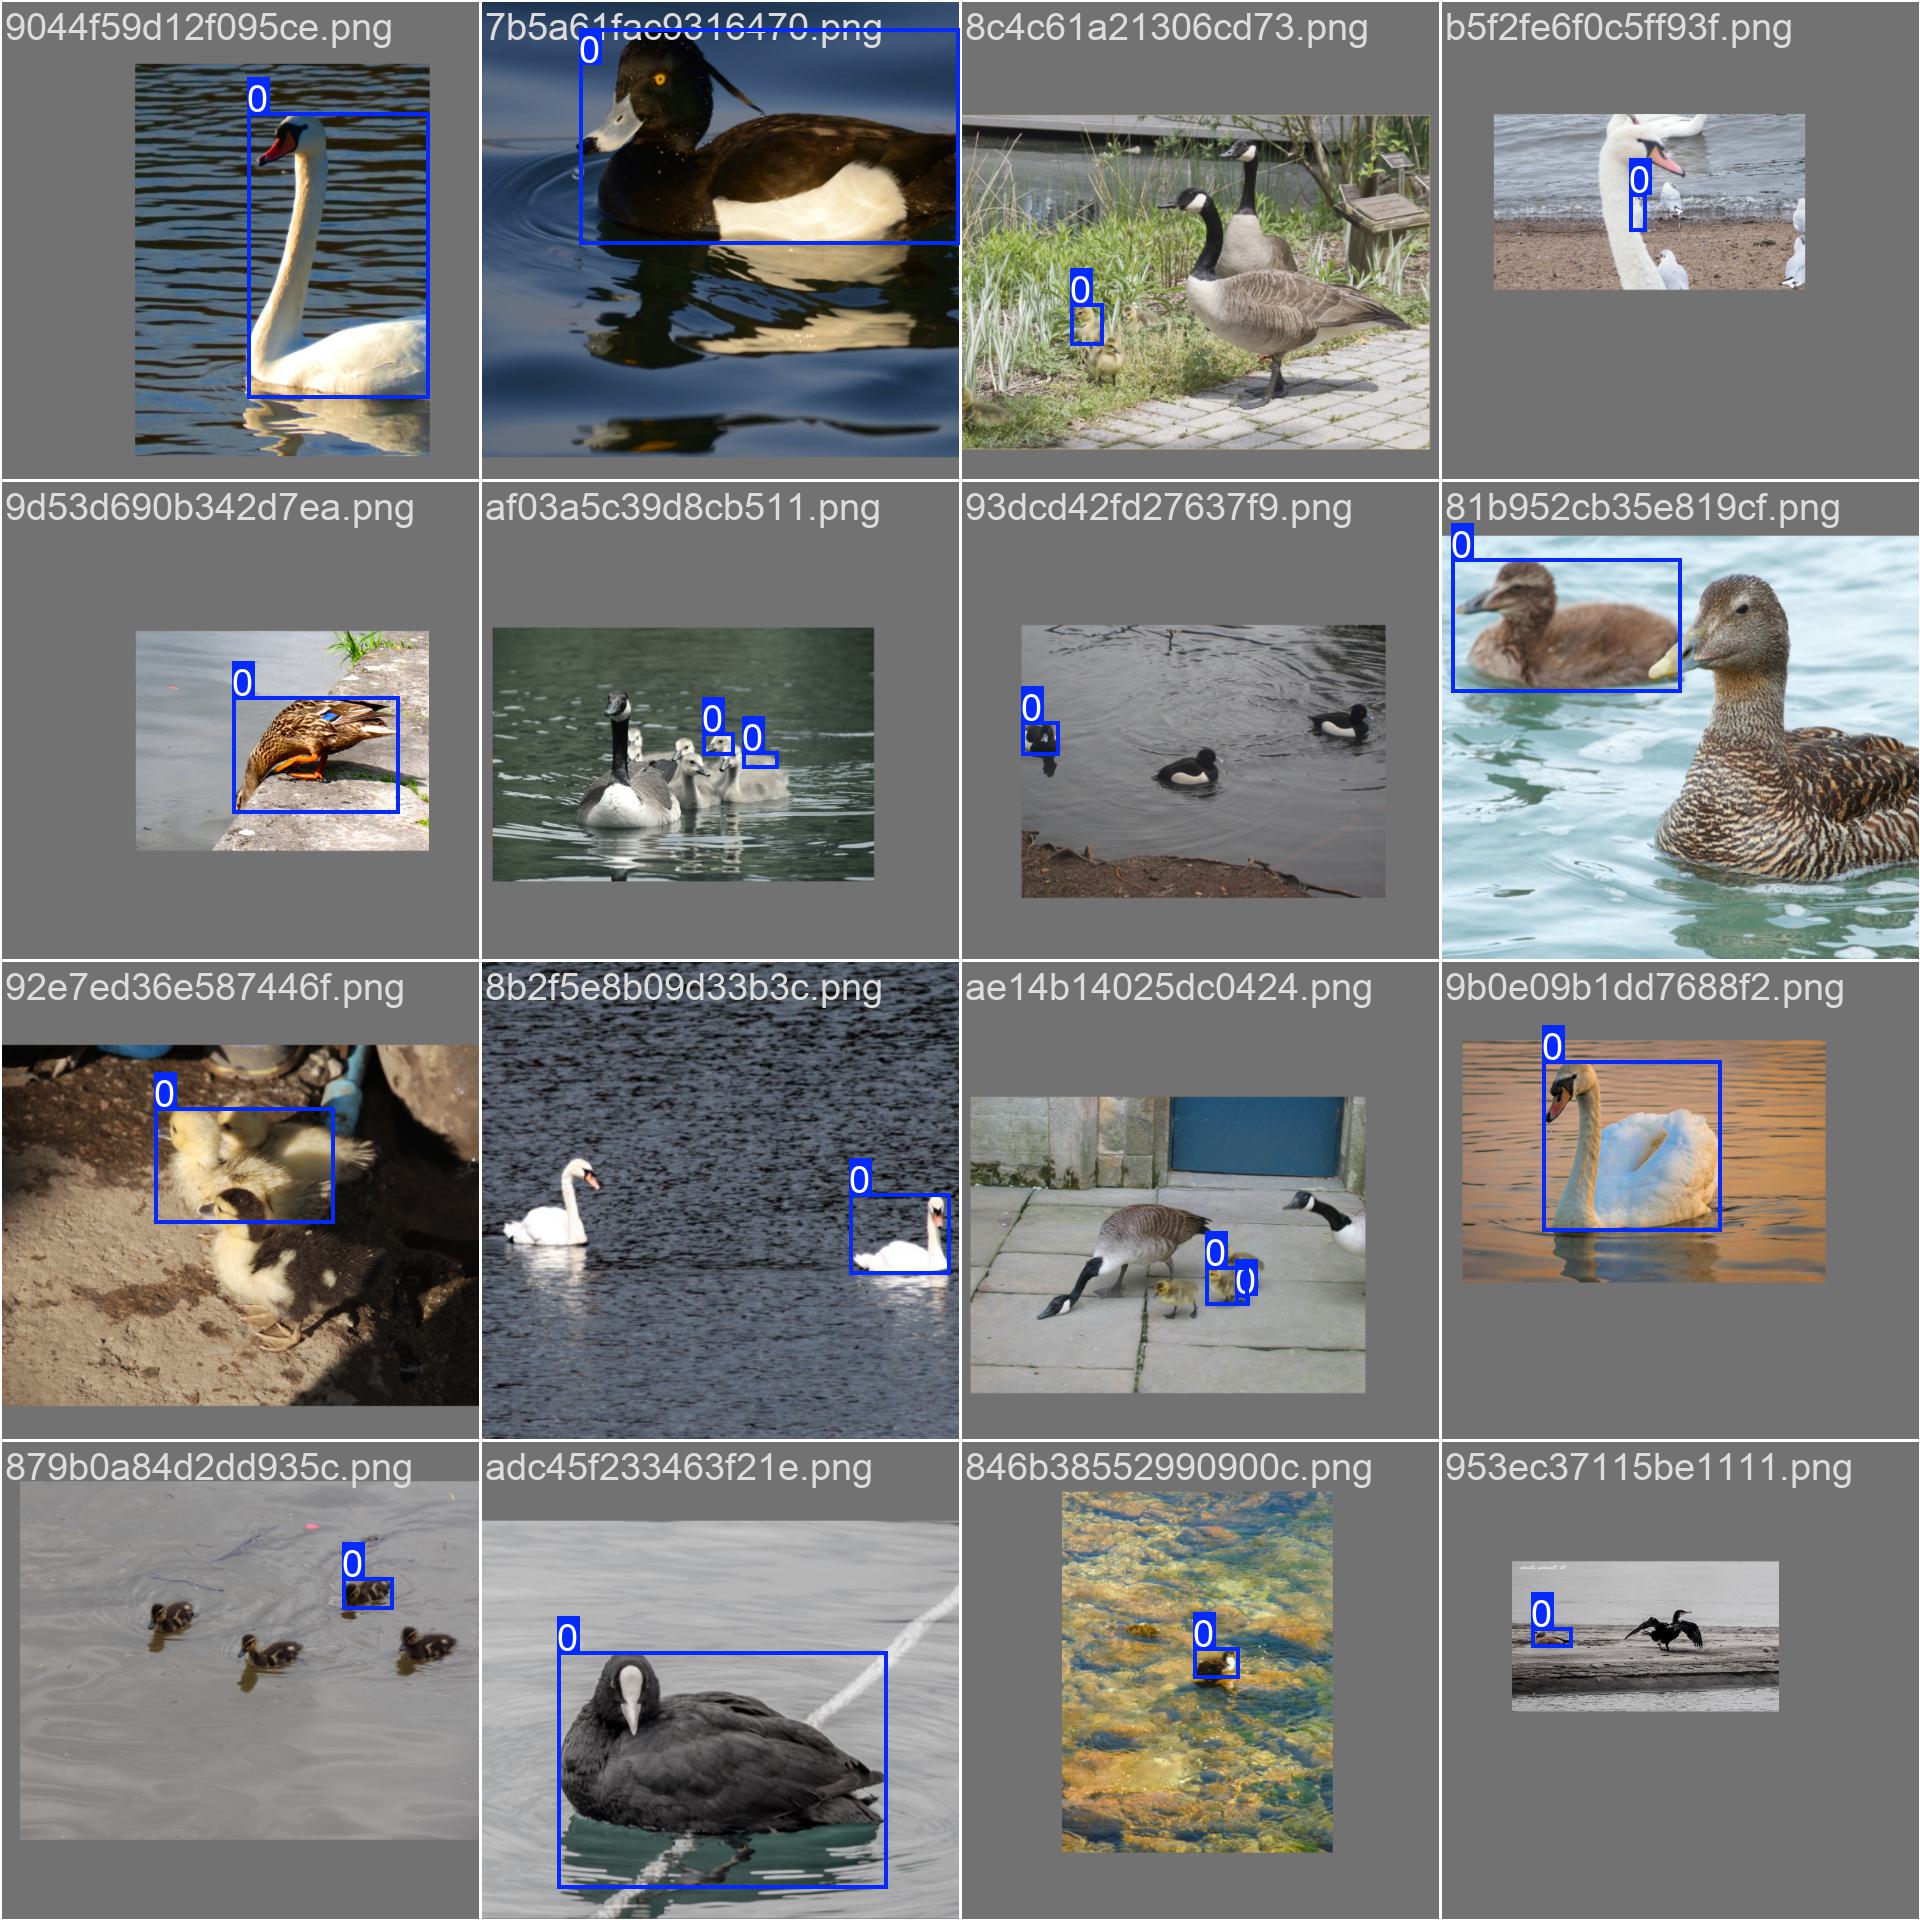 9044f59d12f095ce.png
7b5a61fac9316470.png
8c4c61a21306cd73.png
b5f2fe6f0c5ff93f.png
0
0
0
0
9d53d690b342d7ea.png
af03a5c39d8cb511.png
93dcd42fd27637f9.png
81b952cb35e819cf.png
0
0
0
0
0
92e7ed36e587446f.png
8b2f5e8b09d33b3c.png
ae14b14025dc0424.png
9b0e09b1dd7688f2.png
0
0
0
0
0
879b0a84d2dd935c.png
adc45f233463f21e.png
846b38552990900c.png
953ec37115be1111.png
0
0
0
0